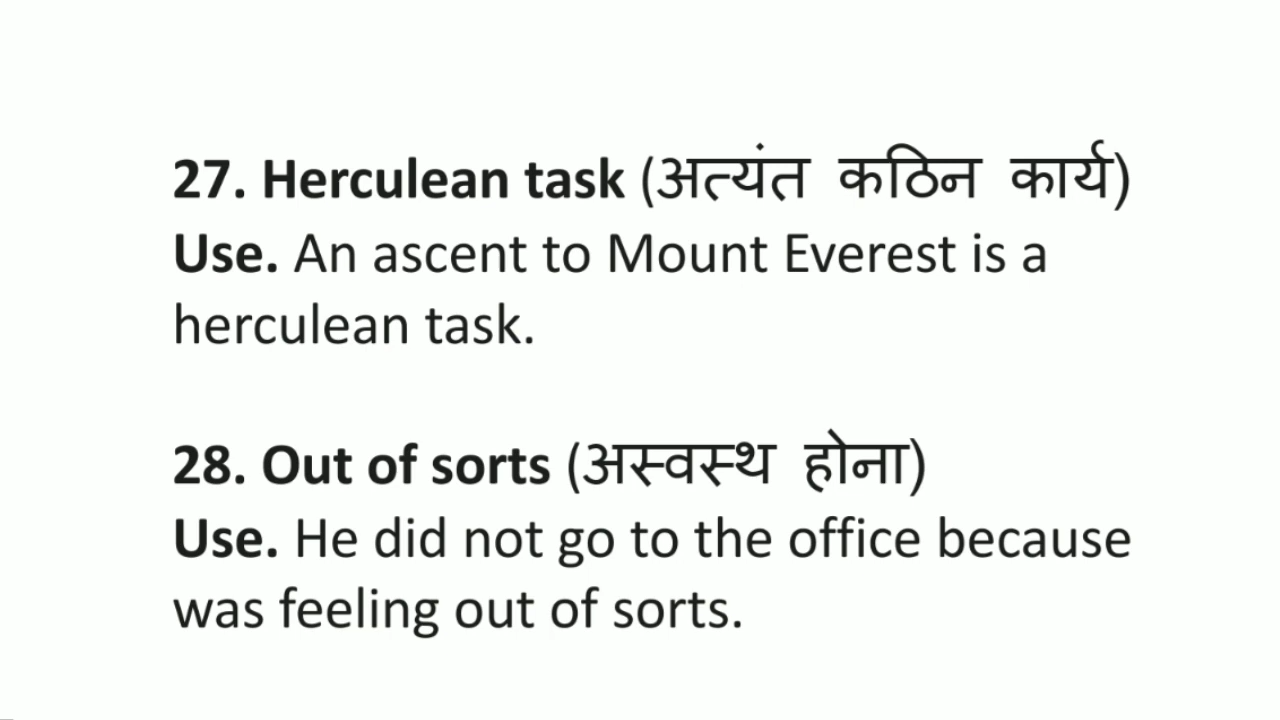 27. Herculean task (अत्यंत कठिन कार्य)
Use. An ascent to Mount Everest is a
herculean task.
28. Out of sorts (अस्वस्थ होना)
Use. He did not go to the office because
was feeling out of sorts.